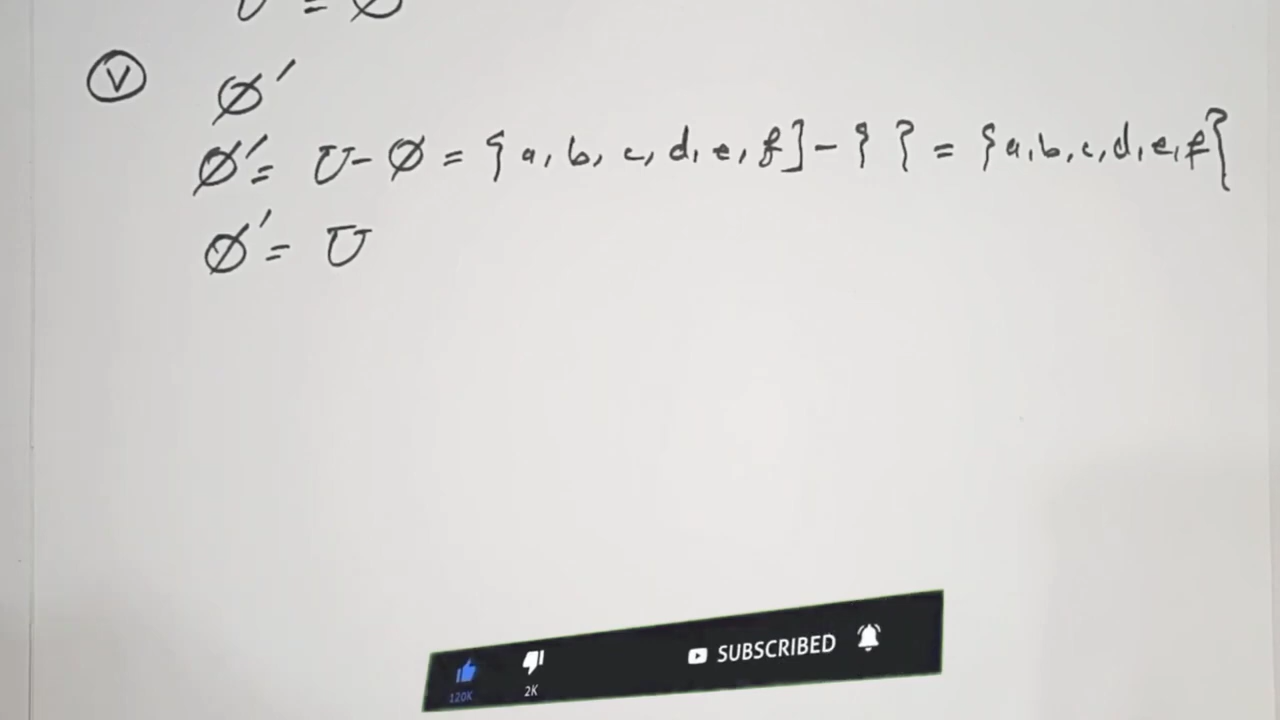 U = Ø
Ⓥ Ø′
Ø′ = U - Ø = { a, b, c, d, e, f ] - } } = { a, b, c, d, e, f {
Ø′ = U
120K 2K SUBSCRIBED